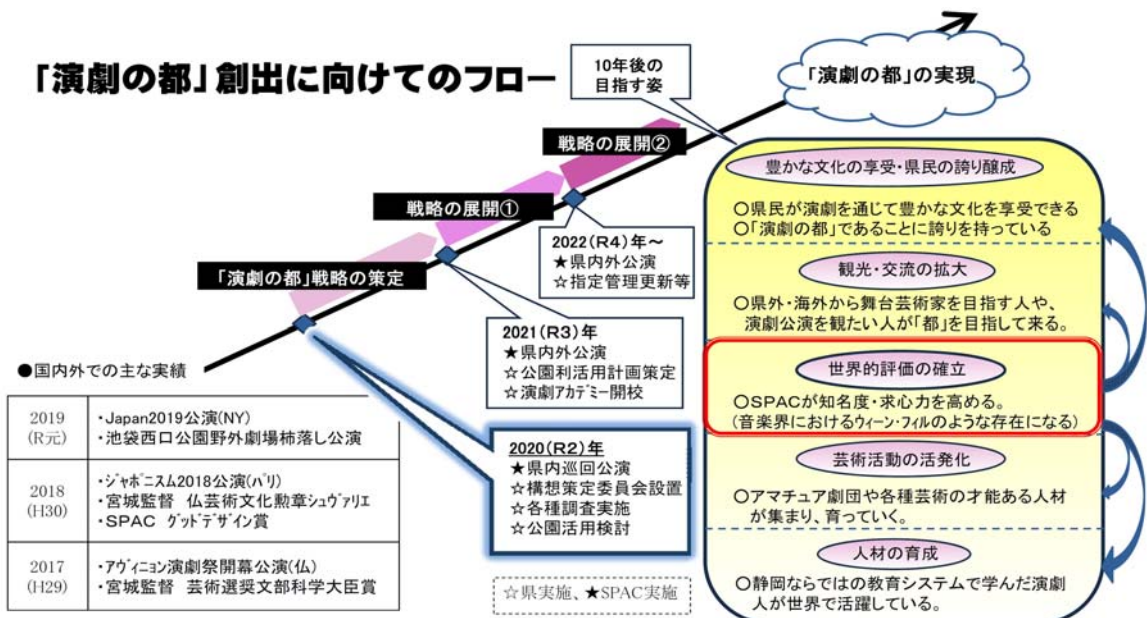 「演劇の都」創出に向けてのフロー
10年後の
目指す姿
「演劇の都」の実現
戦略の展開②
戦略の展開①
「演劇の都」戦略の策定
2022(R4)年～
★県内外公演
☆指定管理更新等
2021(R3)年
★県内外公演
☆公園利活用計画策定
☆演劇アカデミー開校
2020(R2)年
★県内巡回公演
☆構想策定委員会設置
☆各種調査実施
☆公園活用検討
☆県実施、★SPAC実施
●国内外での主な実績
2019
(R元)
・Japan2019公演(NY)
・池袋西口公園野外劇場柿落し公演
2018
(H30)
・ジャポニスム2018公演(パリ)
・宮城監督 仏芸術文化勲章シュヴァリエ
・SPAC グッドデザイン賞
2017
(H29)
・アヴィニョン演劇祭開幕公演(仏)
・宮城監督 芸術選奨文部科学大臣賞
豊かな文化の享受・県民の誇り醸成
○県民が演劇を通じて豊かな文化を享受できる
○「演劇の都」であることに誇りを持っている
観光・交流の拡大
○県外・海外から舞台芸術家を目指す人や、
演劇公演を観たい人が「都」を目指して来る。
世界的評価の確立
○SPACが知名度・求心力を高める。
(音楽界におけるウィーン・フィルのような存在になる)
芸術活動の活発化
○アマチュア劇団や各種芸術の才能ある人材
が集まり、育っていく。
人材の育成
○静岡ならではの教育システムで学んだ演劇
人が世界で活躍している。